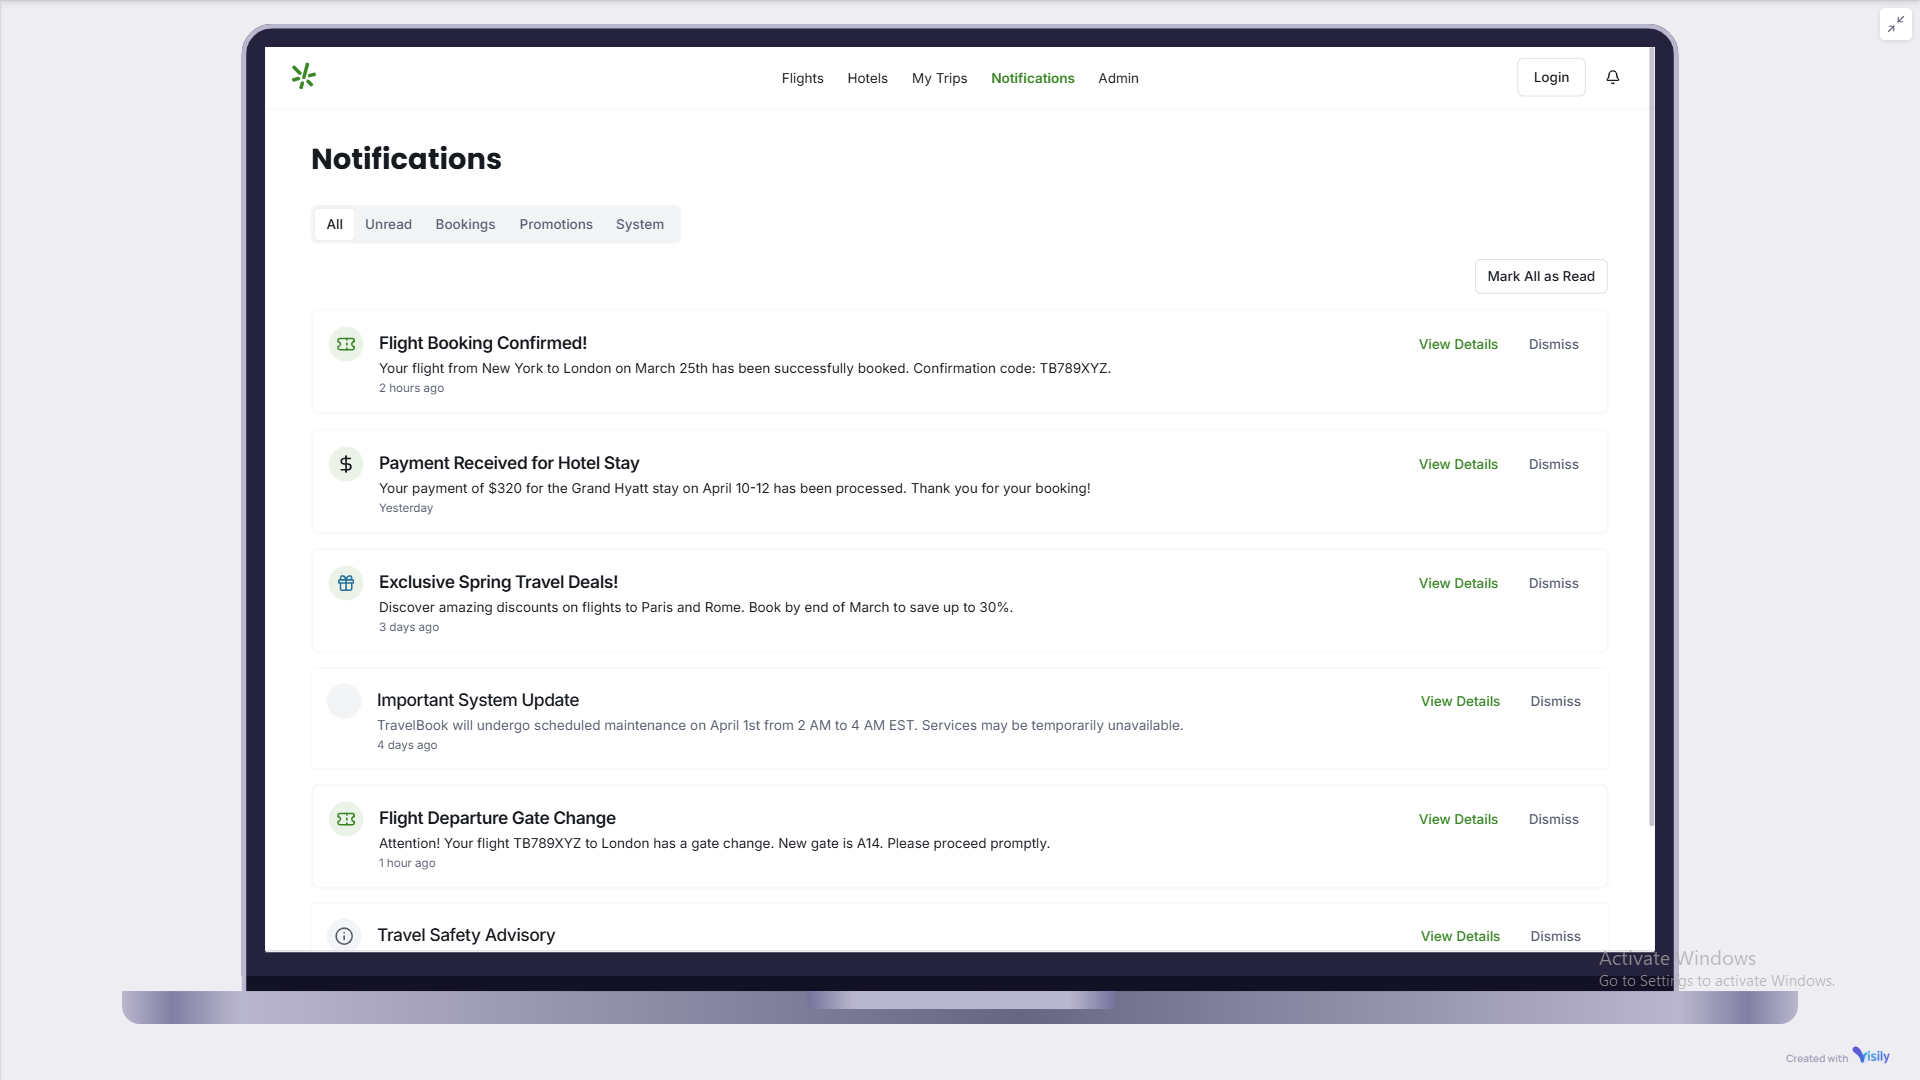 Flights Hotels My Trips Notifications Admin Login
Notifications
All Unread Bookings Promotions System
Mark All as Read
Flight Booking Confirmed! View Details Dismiss
Your flight from New York to London on March 25th has been successfully booked. Confirmation code: TB789XYZ.
2 hours ago
Payment Received for Hotel Stay View Details Dismiss
Your payment of $320 for the Grand Hyatt stay on April 10-12 has been processed. Thank you for your booking!
Yesterday
Exclusive Spring Travel Deals! View Details Dismiss
Discover amazing discounts on flights to Paris and Rome. Book by end of March to save up to 30%.
3 days ago
Important System Update View Details Dismiss
TravelBook will undergo scheduled maintenance on April 1st from 2 AM to 4 AM EST. Services may be temporarily unavailable.
4 days ago
Flight Departure Gate Change View Details Dismiss
Attention! Your flight TB789XYZ to London has a gate change. New gate is A14. Please proceed promptly.
1 hour ago
Travel Safety Advisory View Details Dismiss
Activate Windows
Go to Settings to activate Windows.
Created with Visily